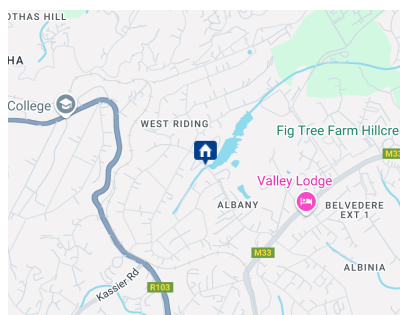 OTHAS HILL
HA
College
WEST RIDING
Fig Tree Farm Hillcre
M33
Valley Lodge
ALBANY
BELVEDERE
EXT 1
M33
ALBINIA
Kassier Rd
R103